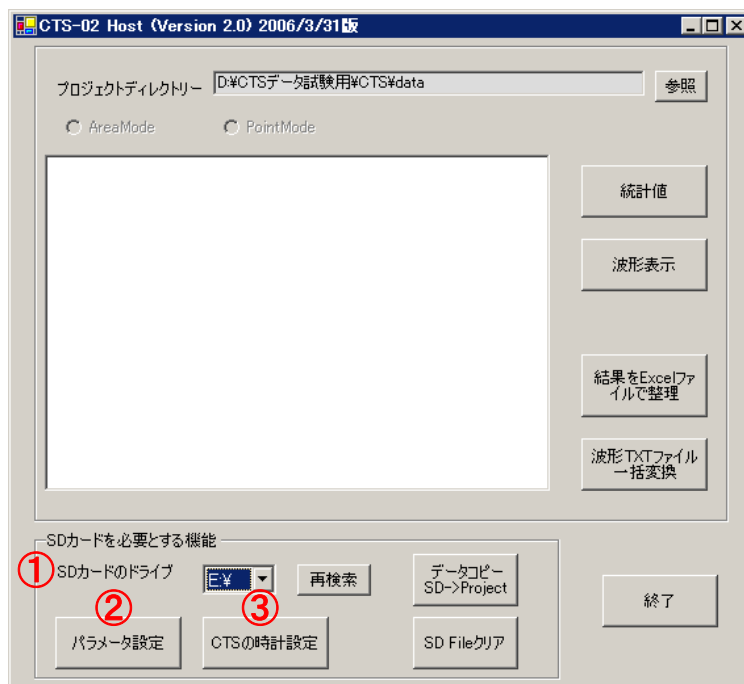 CTS-02 Host (Version 2.0) 2006/3/31版
プロジェクトディレクトリー
D:¥CTSデータ試験用¥CTS¥data
参照
AreaMode
PointMode
統計値
波形表示
結果をExcelファ
イルで整理
波形TXTファイル
一括変換
SDカードを必要とする機能
①
SDカードのドライブ
E:¥
再検索
データコピー
SD->Project
終了
②
③
パラメータ設定
CTSの時計設定
SD Fileクリア